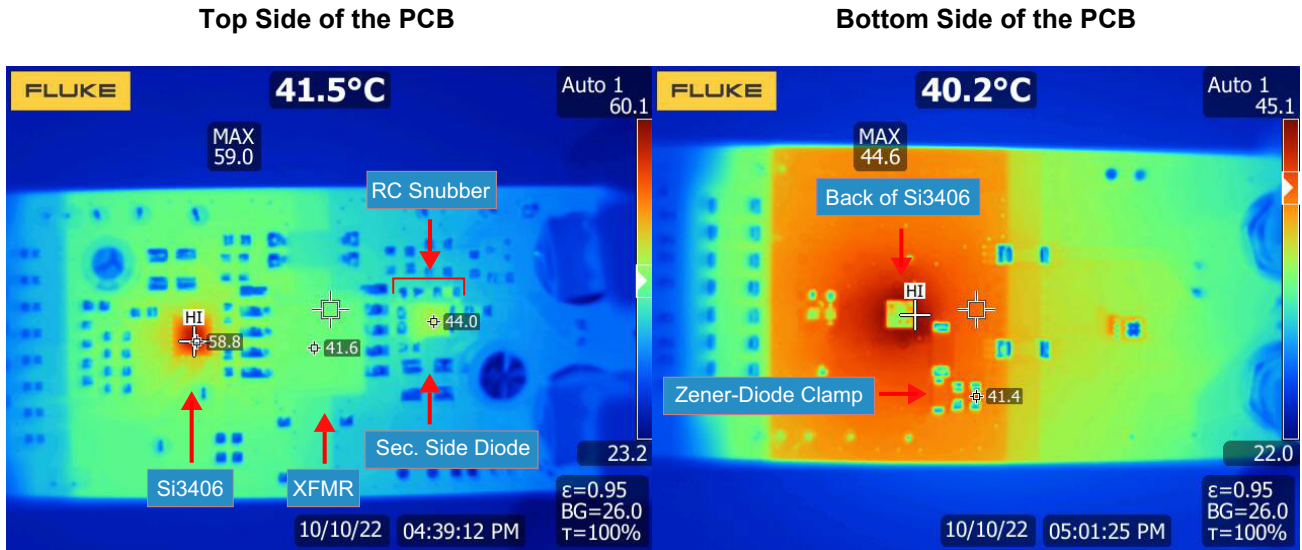 Top Side of the PCB
Bottom Side of the PCB
FLUKE
41.5°C
Auto 1
60.1
MAX
59.0
RC Snubber
HI
58.8
41.6
44.0
Sec. Side Diode
Si3406
XFMR
23.2
ε=0.95
BG=26.0
τ=100%
10/10/22 04:39:12 PM
FLUKE
40.2°C
Auto 1
45.1
MAX
44.6
Back of Si3406
HI
Zener-Diode Clamp
41.4
22.0
ε=0.95
BG=26.0
τ=100%
10/10/22 05:01:25 PM